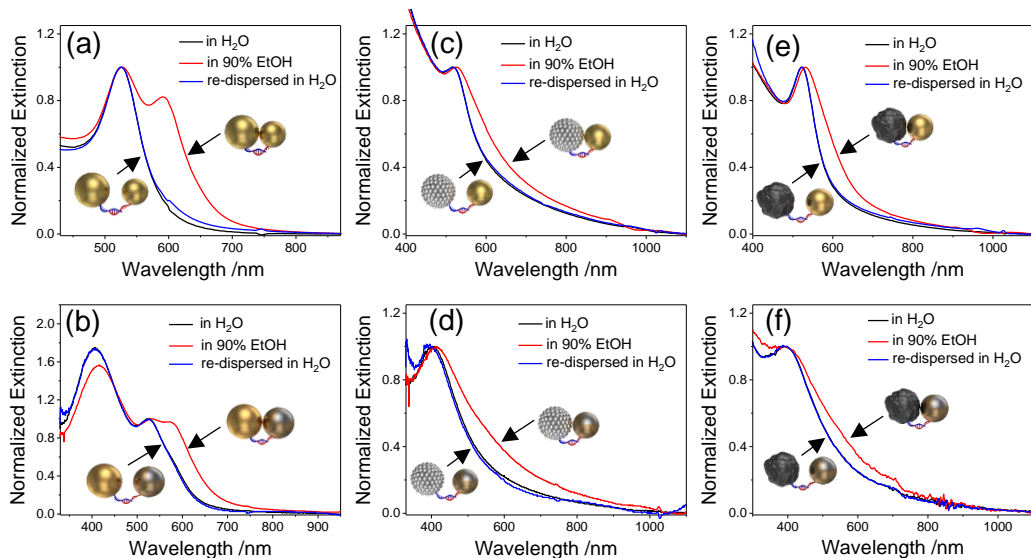 (a)
in H₂O
in 90% EtOH
re-dispersed in H₂O
Normalized Extinction
1.2
0.8
0.4
0.0
500 600 700 800
Wavelength /nm
(c)
in H₂O
in 90% EtOH
re-dispersed in H₂O
Normalized Extinction
1.2
0.8
0.4
0.0
400 600 800 1000
Wavelength /nm
(e)
in H₂O
in 90% EtOH
re-dispersed in H₂O
Normalized Extinction
1.2
0.8
0.4
0.0
400 600 800 1000
Wavelength /nm
(b)
in H₂O
in 90% EtOH
re-dispersed in H₂O
Normalized Extinction
2.0
1.6
1.2
0.8
0.4
0.0
400 500 600 700 800 900
Wavelength /nm
(d)
in H₂O
in 90% EtOH
re-dispersed in H₂O
Normalized Extinction
1.2
0.8
0.4
0.0
400 600 800 1000
Wavelength /nm
(f)
in H₂O
in 90% EtOH
re-dispersed in H₂O
Normalized Extinction
1.2
0.8
0.4
0.0
300 400 500 600 700 800 900 1000
Wavelength /nm